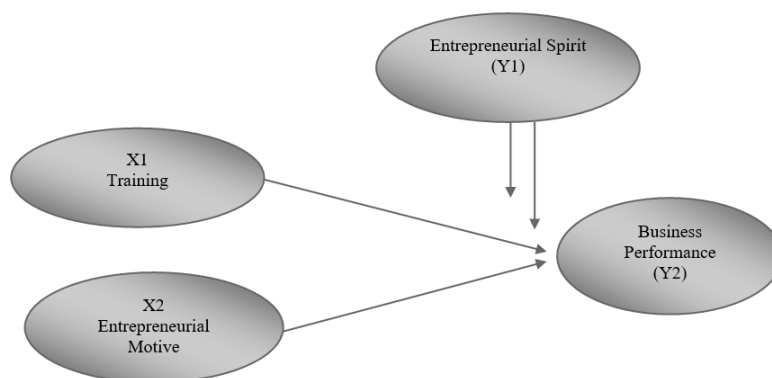 Entrepreneurial Spirit
(Y1)
X1
Training
Business
Performance
(Y2)
X2
Entrepreneurial
Motive